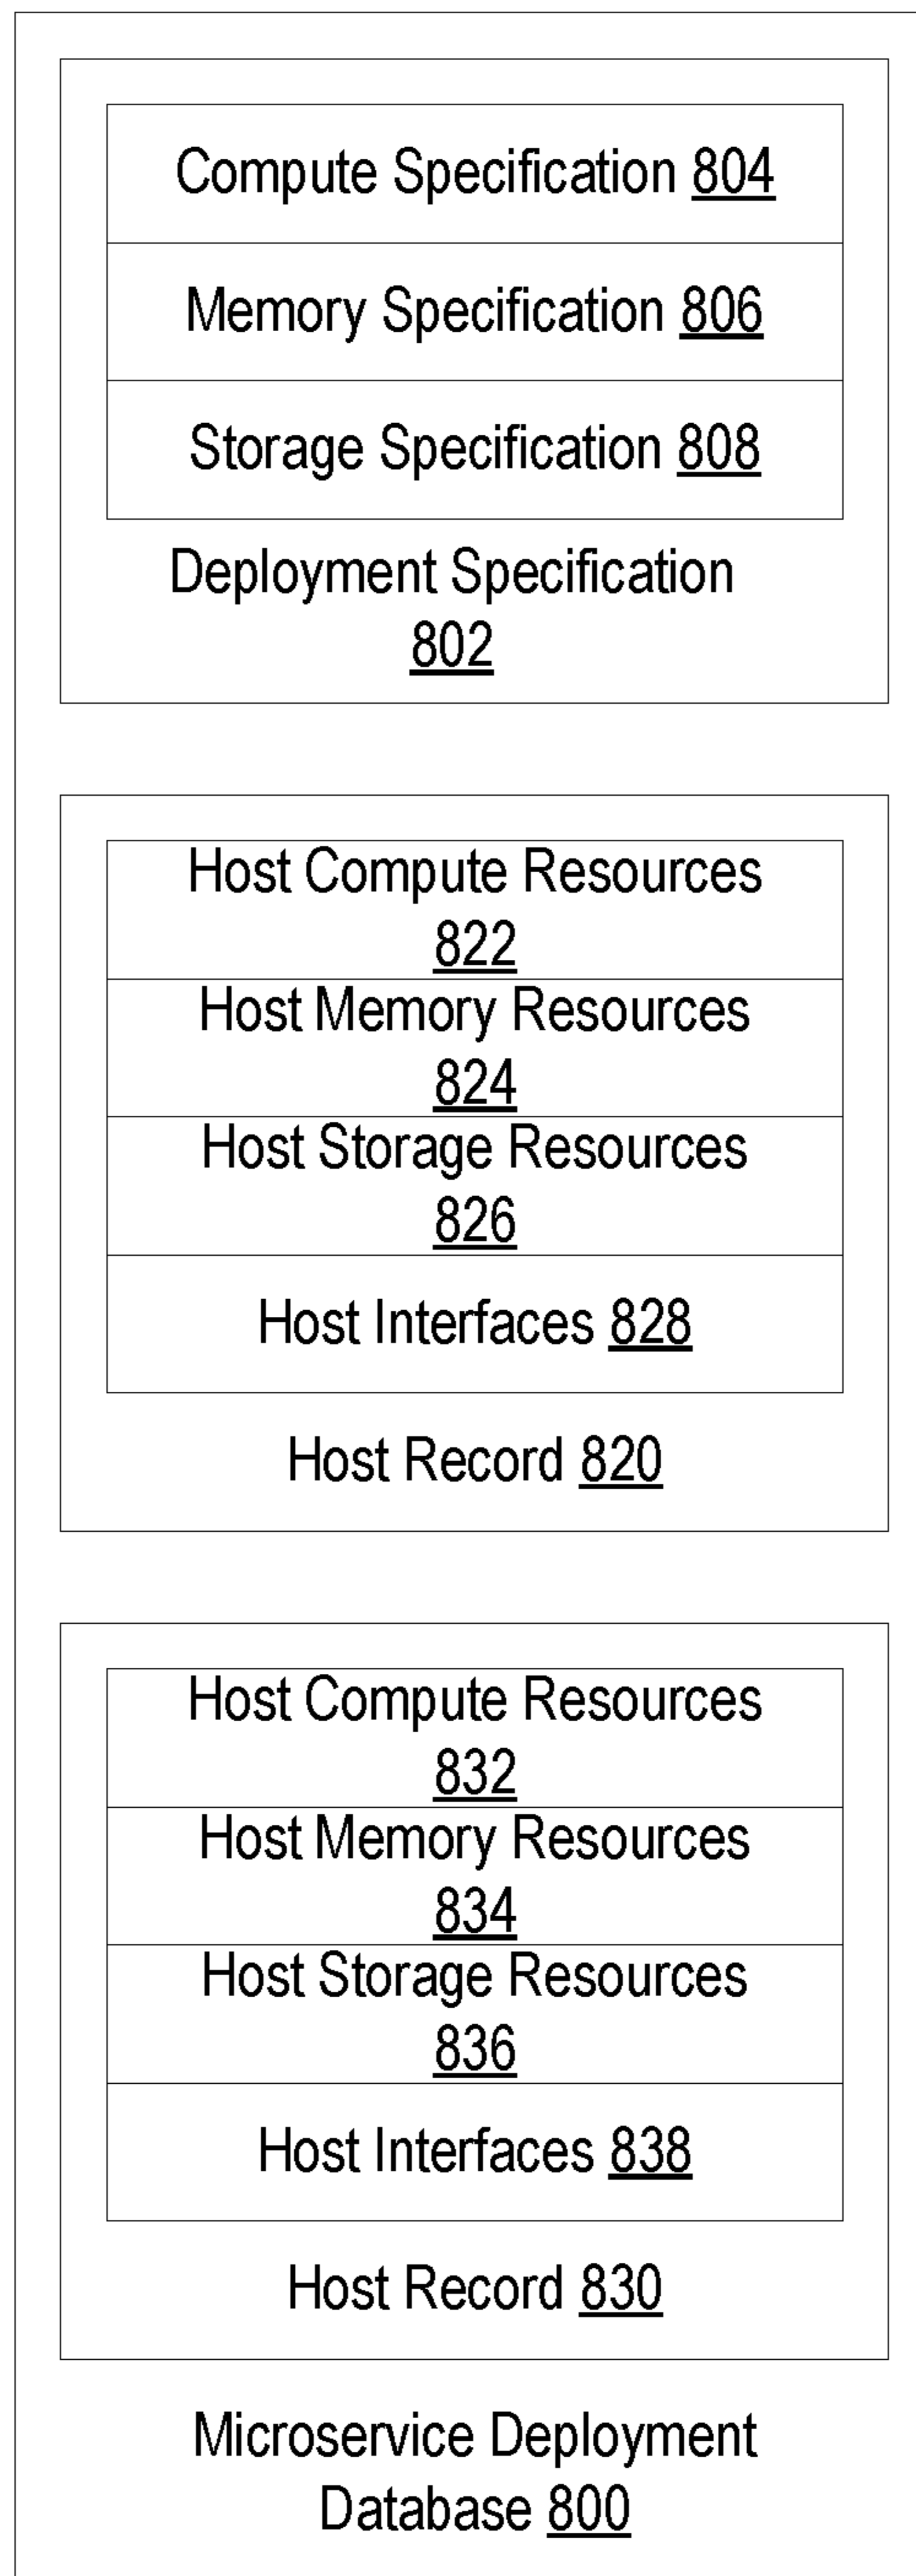 Compute Specification 804
Memory Specification 806
Storage Specification 808
Deployment Specification
802
Host Compute Resources
822
Host Memory Resources
824
Host Storage Resources
826
Host Interfaces 828
Host Record 820
Host Compute Resources
832
Host Memory Resources
834
Host Storage Resources
836
Host Interfaces 838
Host Record 830
Microservice Deployment
Database 800